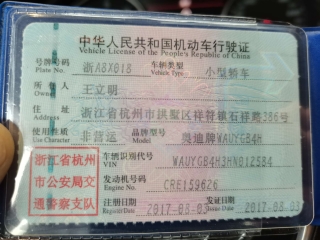 中华人民共和国机动车行驶证
Vehicle License of the People's Republic of China
号牌号码 浙A8X618 车辆类型 小型轿车
Plate No. Vehicle Type
所有人 王立明
Owner
住址 浙江省杭州市拱墅区祥符镇石祥路386号
Address
使用性质 非营运 品牌型号 奥迪牌WAUYGB4H
浙江省杭州市公安局交通警察支队
车辆识别代号 WAUYGB4H3HN012584
VIN
发动机号码 CRE159626
Engine No.
注册日期 2017-08-03 发证日期 2017-08-03
Register Date Issue Date